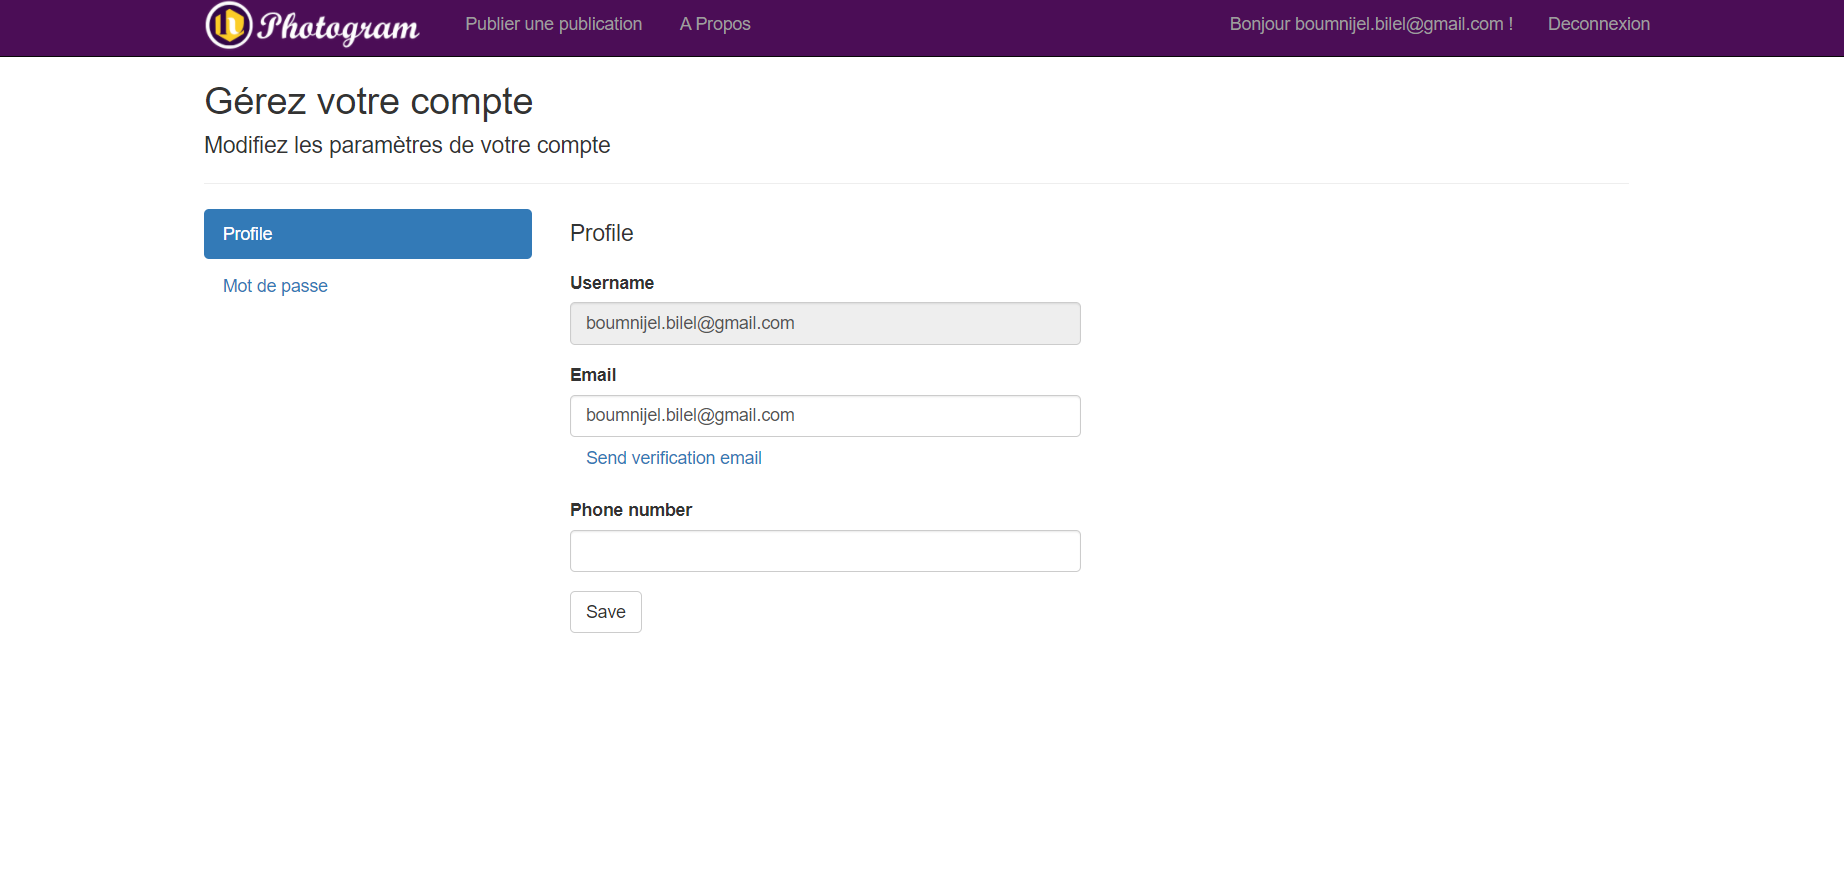 Photogram
Publier une publication
A Propos
Bonjour boumnijel.bilel@gmail.com !
Deconnexion
Gérez votre compte
Modifiez les paramètres de votre compte
Profile
Mot de passe
Profile
Username
boumnijel.bilel@gmail.com
Email
boumnijel.bilel@gmail.com
Send verification email
Phone number
Save